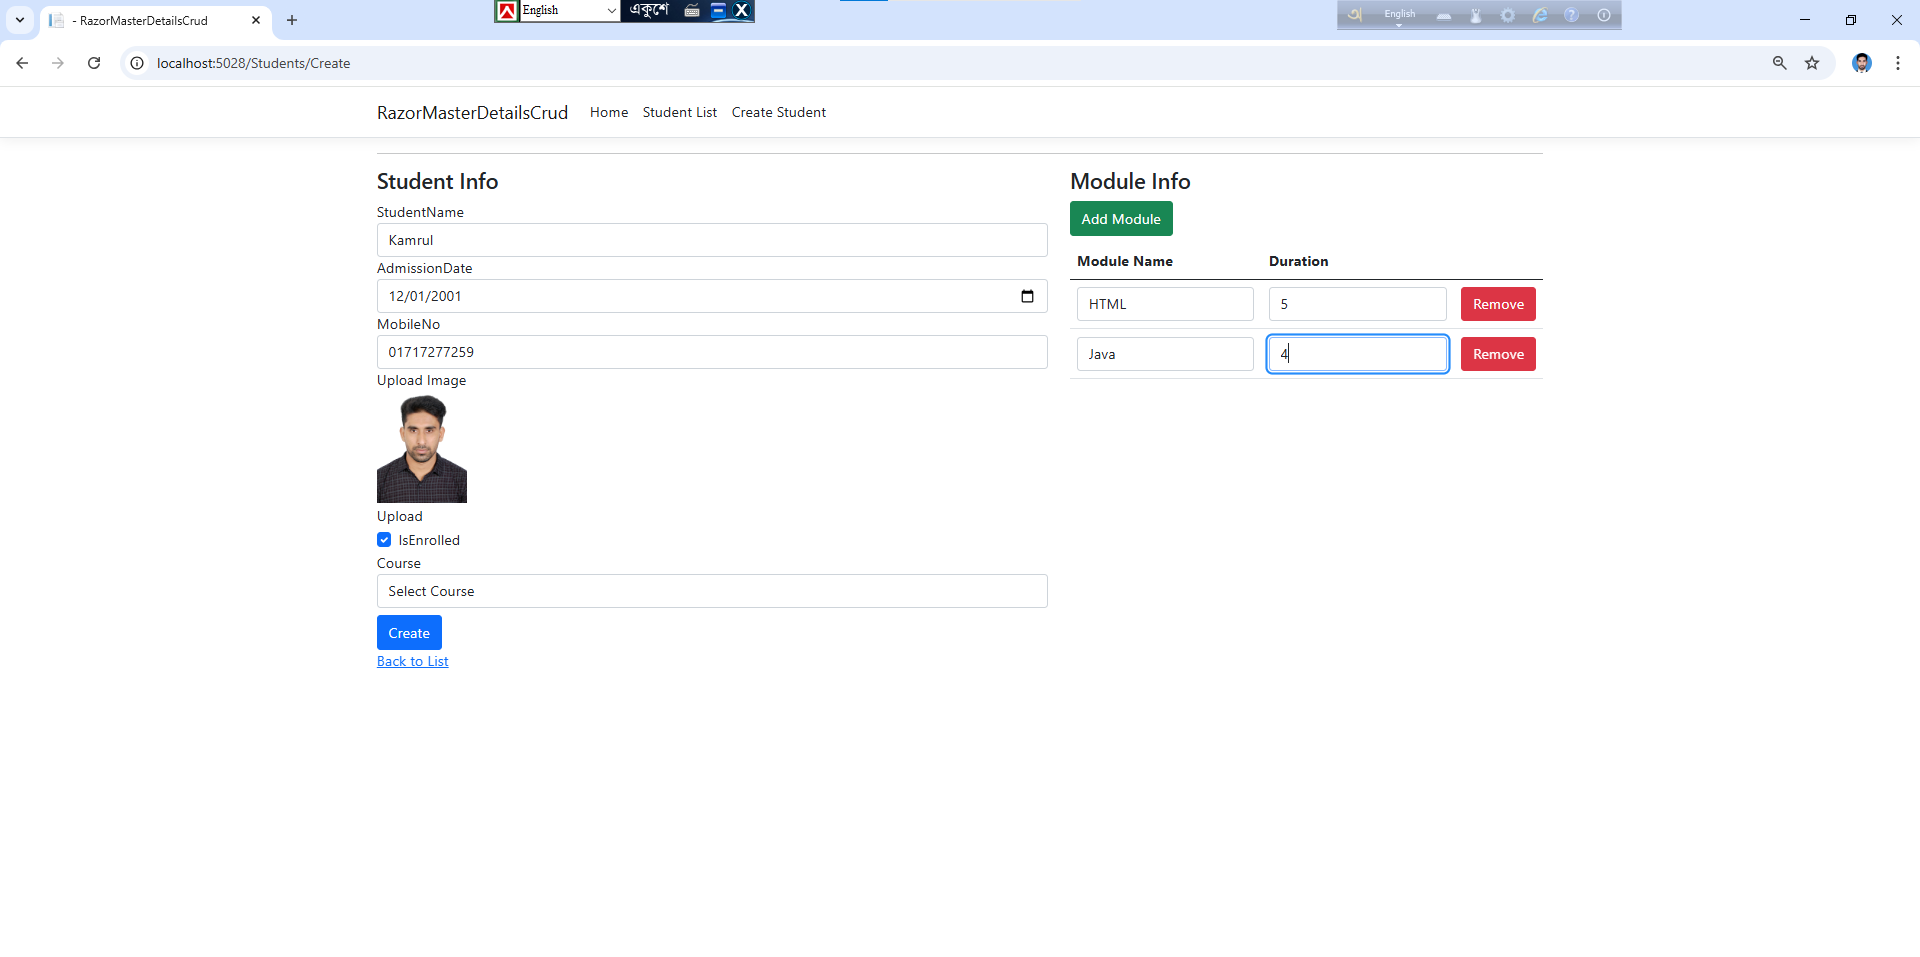 - RazorMasterDetailsCrud
English
একুশে
English
localhost:5028/Students/Create
RazorMasterDetailsCrud Home Student List Create Student
Student Info
StudentName
Kamrul
AdmissionDate
12/01/2001
MobileNo
01717277259
Upload Image
Upload
IsEnrolled
Course
Select Course
Create
Back to List
Module Info
Add Module
Module Name Duration
HTML 5 Remove
Java 4 Remove